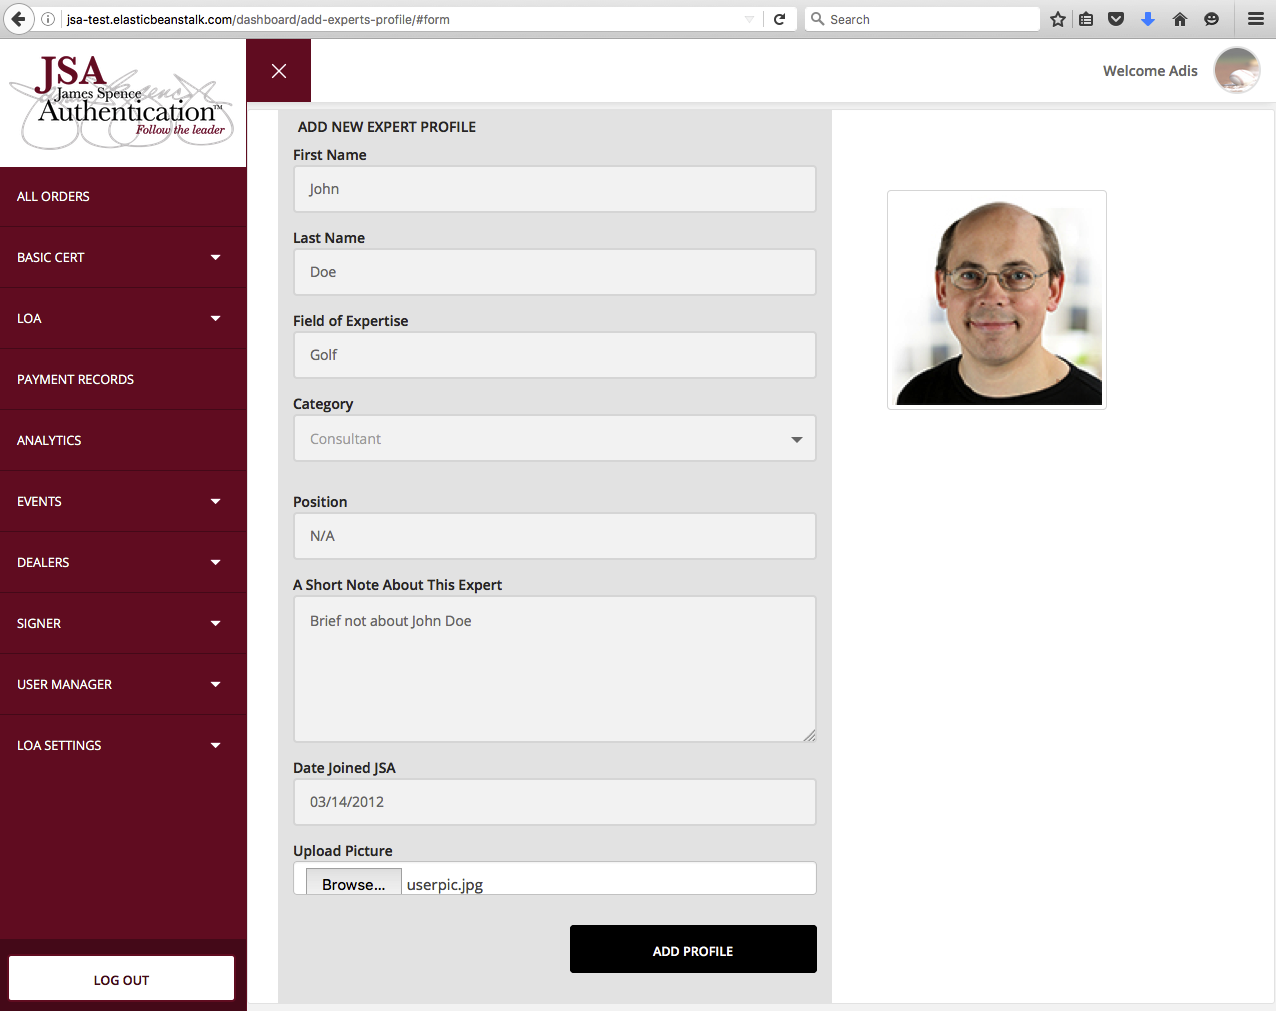 jsa-test.elasticbeanstalk.com/dashboard/add-experts-profile/#form
Search
JSA
James Spence
Authentication™
Follow the leader
Welcome Adis
ALL ORDERS
BASIC CERT
LOA
PAYMENT RECORDS
ANALYTICS
EVENTS
DEALERS
SIGNER
USER MANAGER
LOA SETTINGS
LOG OUT
ADD NEW EXPERT PROFILE
First Name
John
Last Name
Doe
Field of Expertise
Golf
Category
Consultant
Position
N/A
A Short Note About This Expert
Brief not about John Doe
Date Joined JSA
03/14/2012
Upload Picture
Browse... userpic.jpg
ADD PROFILE